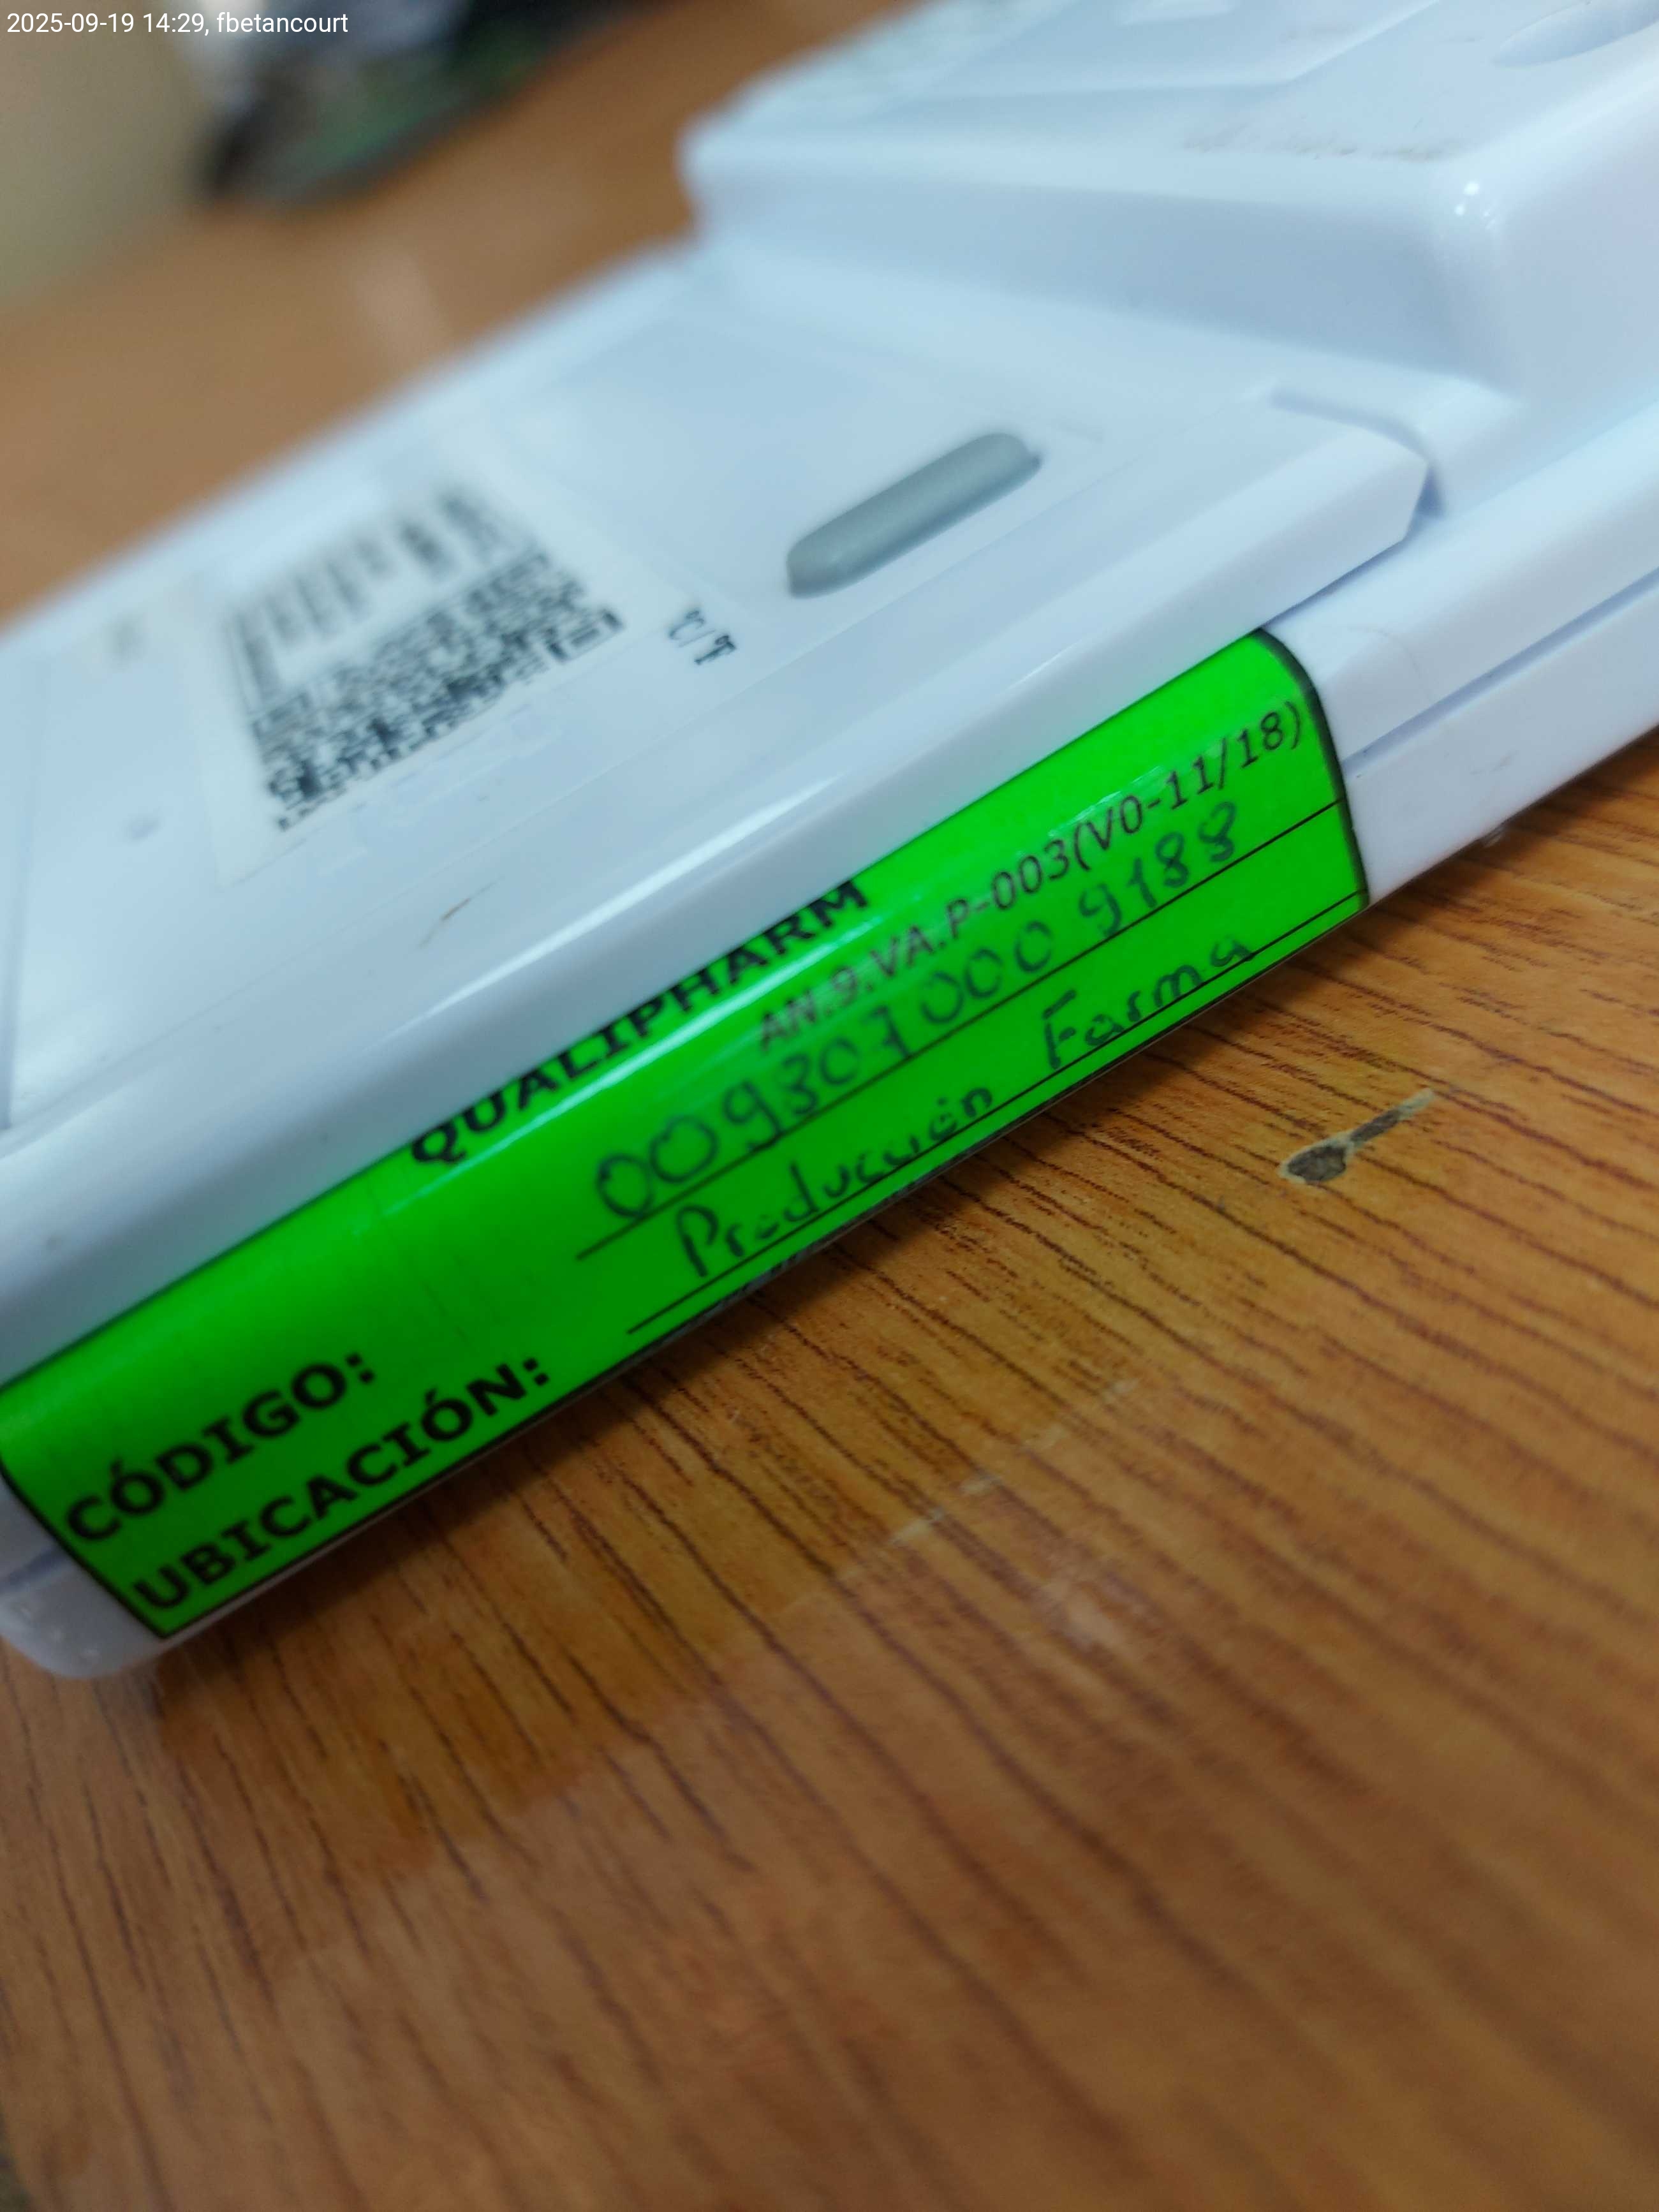 2025-09-19 14:29, fbetancourt
°C/°F
QUALIPHARM
AN.9.VA.P-003(V0-11/18)
CÓDIGO: 009307000 9188
UBICACIÓN: Producción Farma